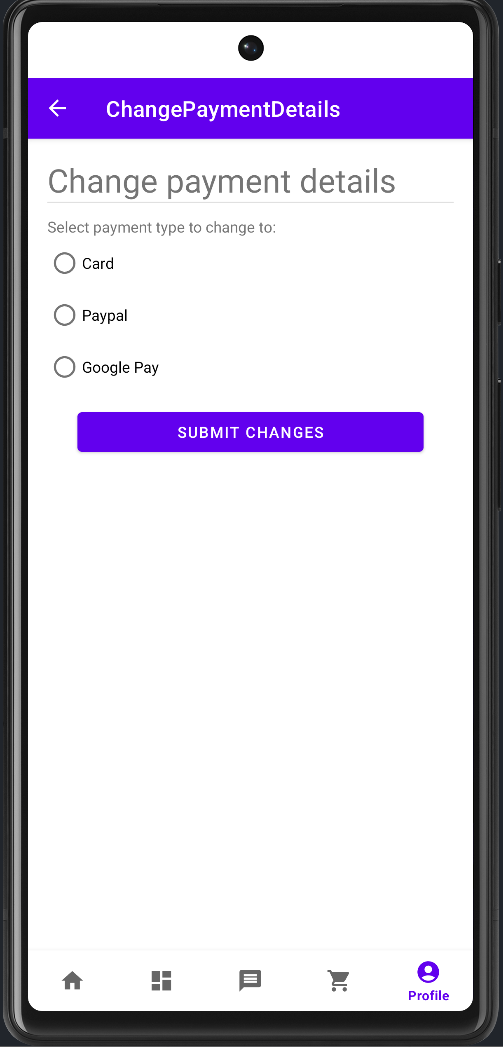 ChangePaymentDetails
Change payment details
Select payment type to change to:
Card
Paypal
Google Pay
SUBMIT CHANGES
Profile